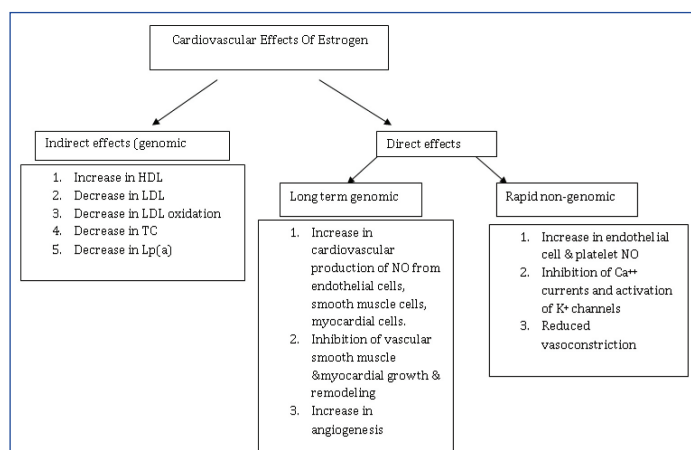 Cardiovascular Effects Of Estrogen
Indirect effects (genomic
1. Increase in HDL
2. Decrease in LDL
3. Decrease in LDL oxidation
4. Decrease in TC
5. Decrease in Lp(a)
Direct effects
Long term genomic
1. Increase in
cardiovascular
production of NO from
endothelial cells,
smooth muscle cells,
myocardial cells.
2. Inhibition of vascular
smooth muscle
&myocardial growth &
remodeling
3. Increase in
angiogenesis
Rapid non-genomic
1. Increase in endothelial
cell & platelet NO
2. Inhibition of Ca⁺⁺
currents and activation
of K⁺ channels
3. Reduced
vasoconstriction